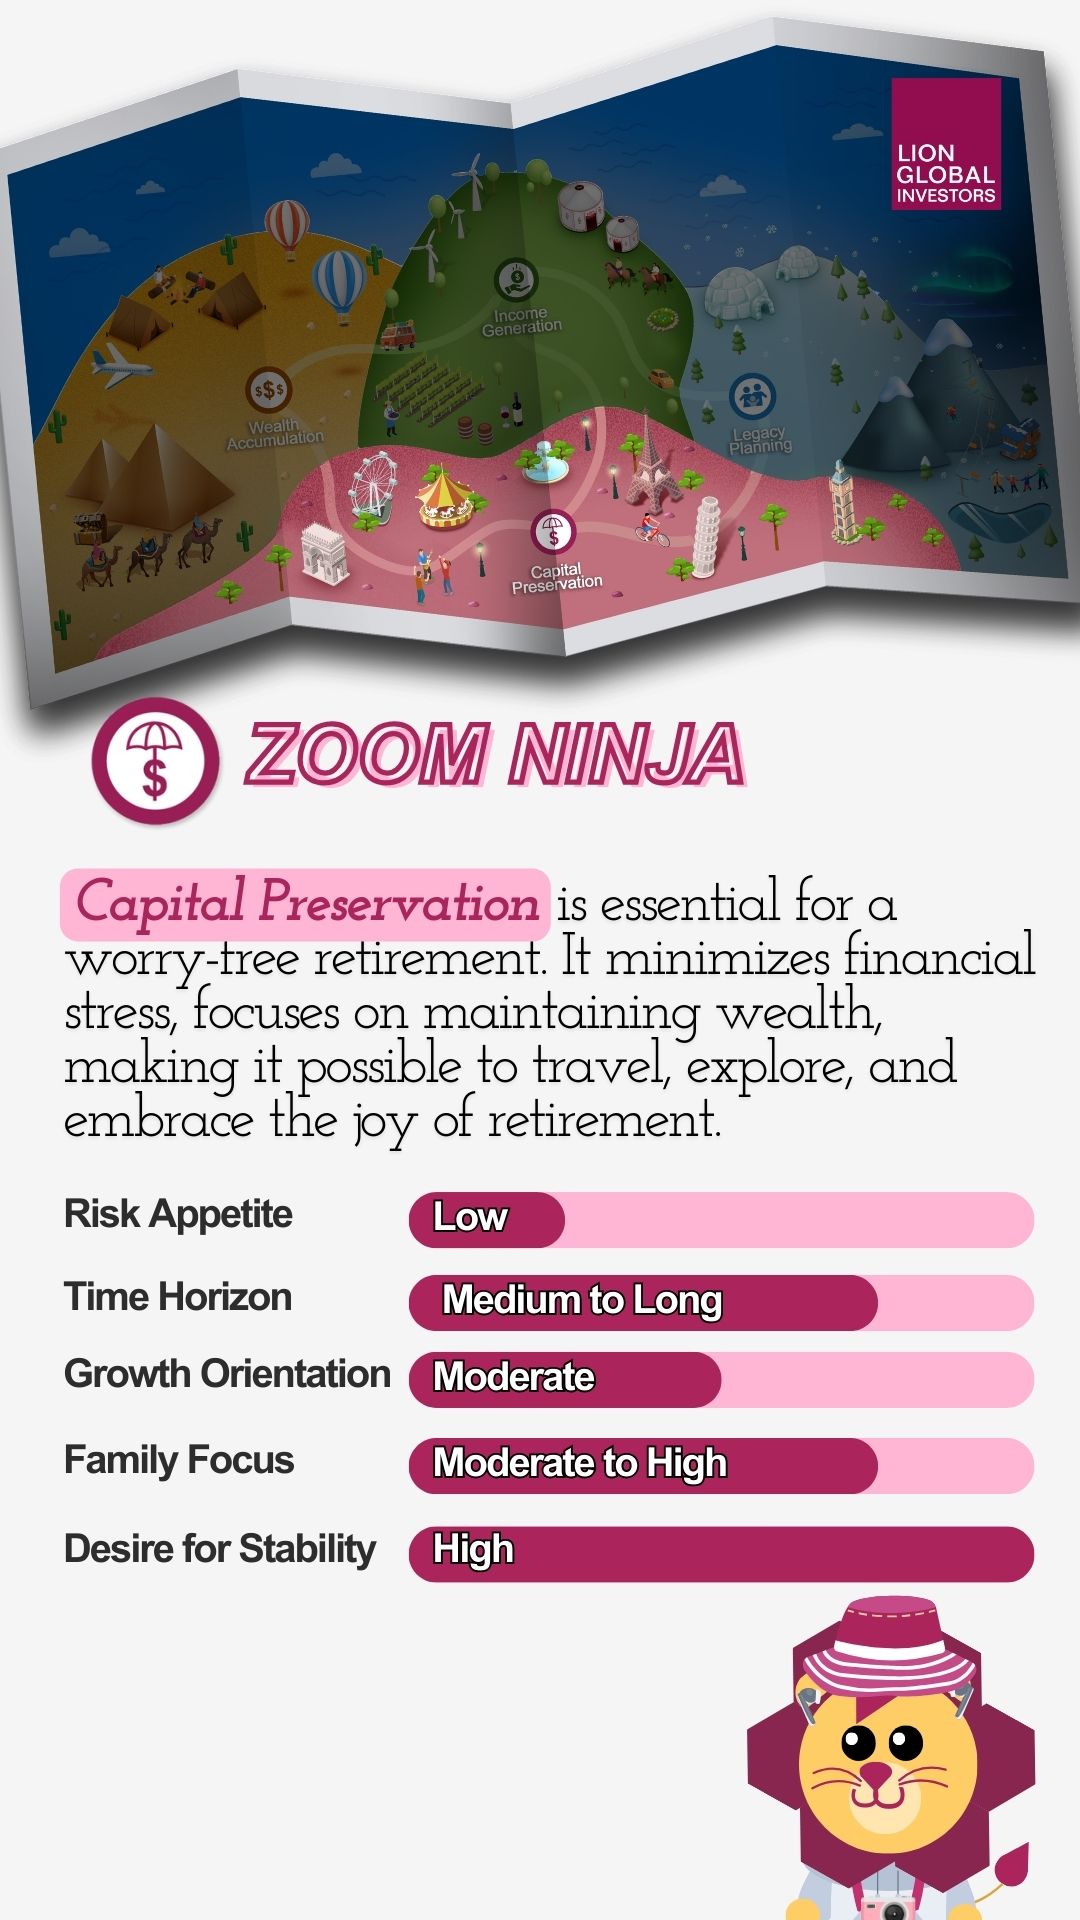 LION
GLOBAL
INVESTORS
$
Income
Generation
$$$
Wealth
Accumulation
Legacy
Planning
$
Capital
Preservation
$
ZOOM NINJA
Capital Preservation is essential for a
worry-free retirement. It minimizes financial
stress, focuses on maintaining wealth,
making it possible to travel, explore, and
embrace the joy of retirement.
Risk Appetite Low
Time Horizon Medium to Long
Growth Orientation Moderate
Family Focus Moderate to High
Desire for Stability High